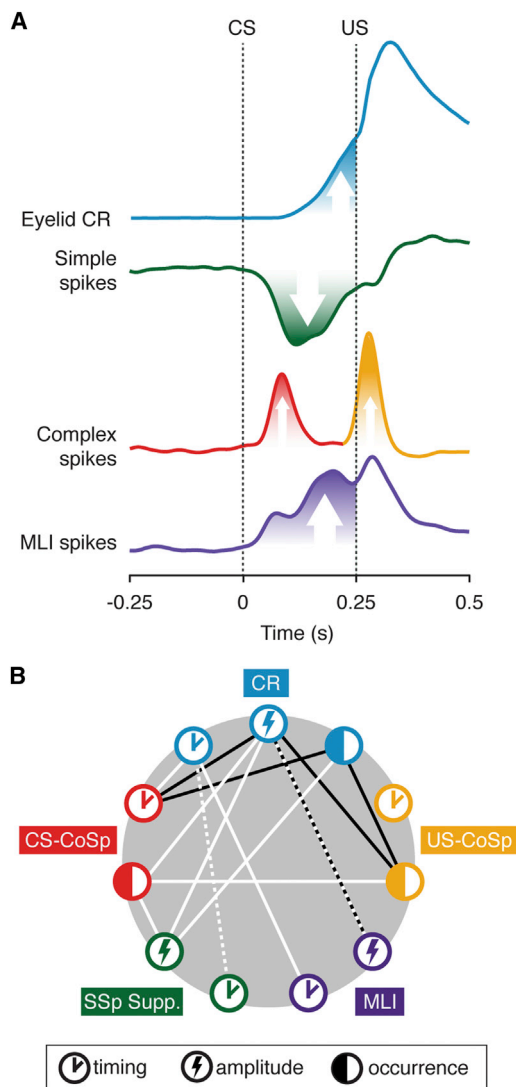 A
CS
US
Eyelid CR
Simple
spikes
Complex
spikes
MLI spikes
-0.25
0
0.25
0.5
Time (s)
B
CR
CS-CoSp
US-CoSp
SSp Supp.
MLI
timing
amplitude
occurrence